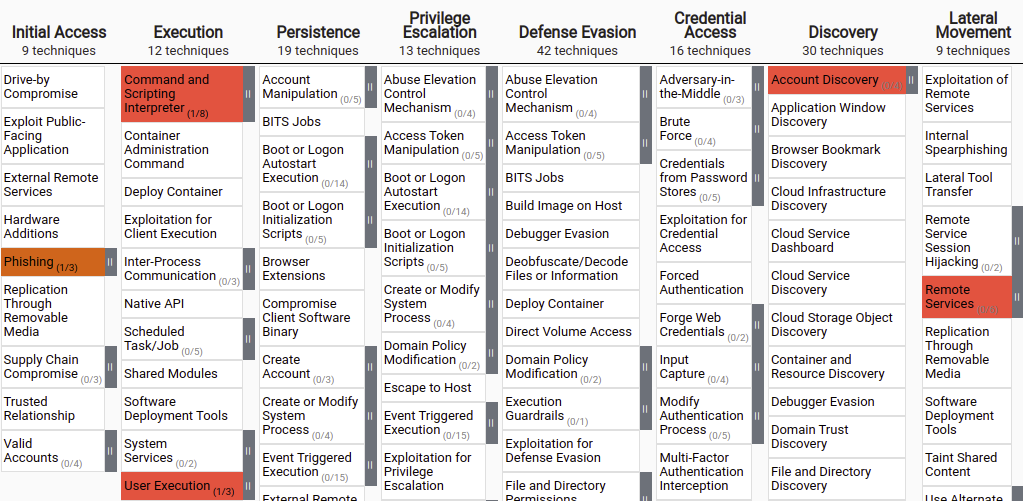 Initial Access
9 techniques
Drive-by
Compromise
Exploit Public-
Facing
Application
External Remote
Services
Hardware
Additions
Phishing (1/3)
Replication
Through
Removable
Media
Supply Chain
Compromise (0/3)
Trusted
Relationship
Valid
Accounts (0/4)
Execution
12 techniques
Command and
Scripting
Interpreter (1/8)
Container
Administration
Command
Deploy Container
Exploitation for
Client Execution
Inter-Process
Communication (0/3)
Native API
Scheduled
Task/Job (0/5)
Shared Modules
Software
Deployment Tools
System
Services (0/2)
User Execution (1/3)
Persistence
19 techniques
Account
Manipulation (0/5)
BITS Jobs
Boot or Logon
Autostart
Execution (0/14)
Boot or Logon
Initialization
Scripts (0/5)
Browser
Extensions
Compromise
Client Software
Binary
Create
Account (0/3)
Create or Modify
System
Process (0/4)
Event Triggered
Execution (0/15)
External Remote
Privilege
Escalation
13 techniques
Abuse Elevation
Control
Mechanism (0/4)
Access Token
Manipulation (0/5)
Boot or Logon
Autostart
Execution (0/14)
Boot or Logon
Initialization
Scripts (0/5)
Create or Modify
System
Process (0/4)
Domain Policy
Modification (0/2)
Escape to Host
Event Triggered
Execution (0/15)
Exploitation for
Privilege
Escalation
Defense Evasion
42 techniques
Abuse Elevation
Control
Mechanism (0/4)
Access Token
Manipulation (0/5)
BITS Jobs
Build Image on Host
Debugger Evasion
Deobfuscate/Decode
Files or Information
Deploy Container
Direct Volume Access
Domain Policy
Modification (0/2)
Execution
Guardrails (0/1)
Exploitation for
Defense Evasion
File and Directory
Permissions
Credential
Access
16 techniques
Adversary-in-
the-Middle (0/3)
Brute
Force (0/4)
Credentials
from Password
Stores (0/5)
Exploitation for
Credential
Access
Forced
Authentication
Forge Web
Credentials (0/2)
Input
Capture (0/4)
Modify
Authentication
Process (0/5)
Multi-Factor
Authentication
Interception
Discovery
30 techniques
Account Discovery
Application Window
Discovery
Browser Bookmark
Discovery
Cloud Infrastructure
Discovery
Cloud Service
Dashboard
Cloud Service
Discovery
Cloud Storage Object
Discovery
Container and
Resource Discovery
Debugger Evasion
Domain Trust
Discovery
File and Directory
Discovery
Lateral
Movement
9 techniques
Exploitation of
Remote
Services
Internal
Spearphishing
Lateral Tool
Transfer
Remote
Service
Session
Hijacking (0/2)
Remote
Services
Replication
Through
Removable
Media
Software
Deployment
Tools
Taint Shared
Content
Use Alternate